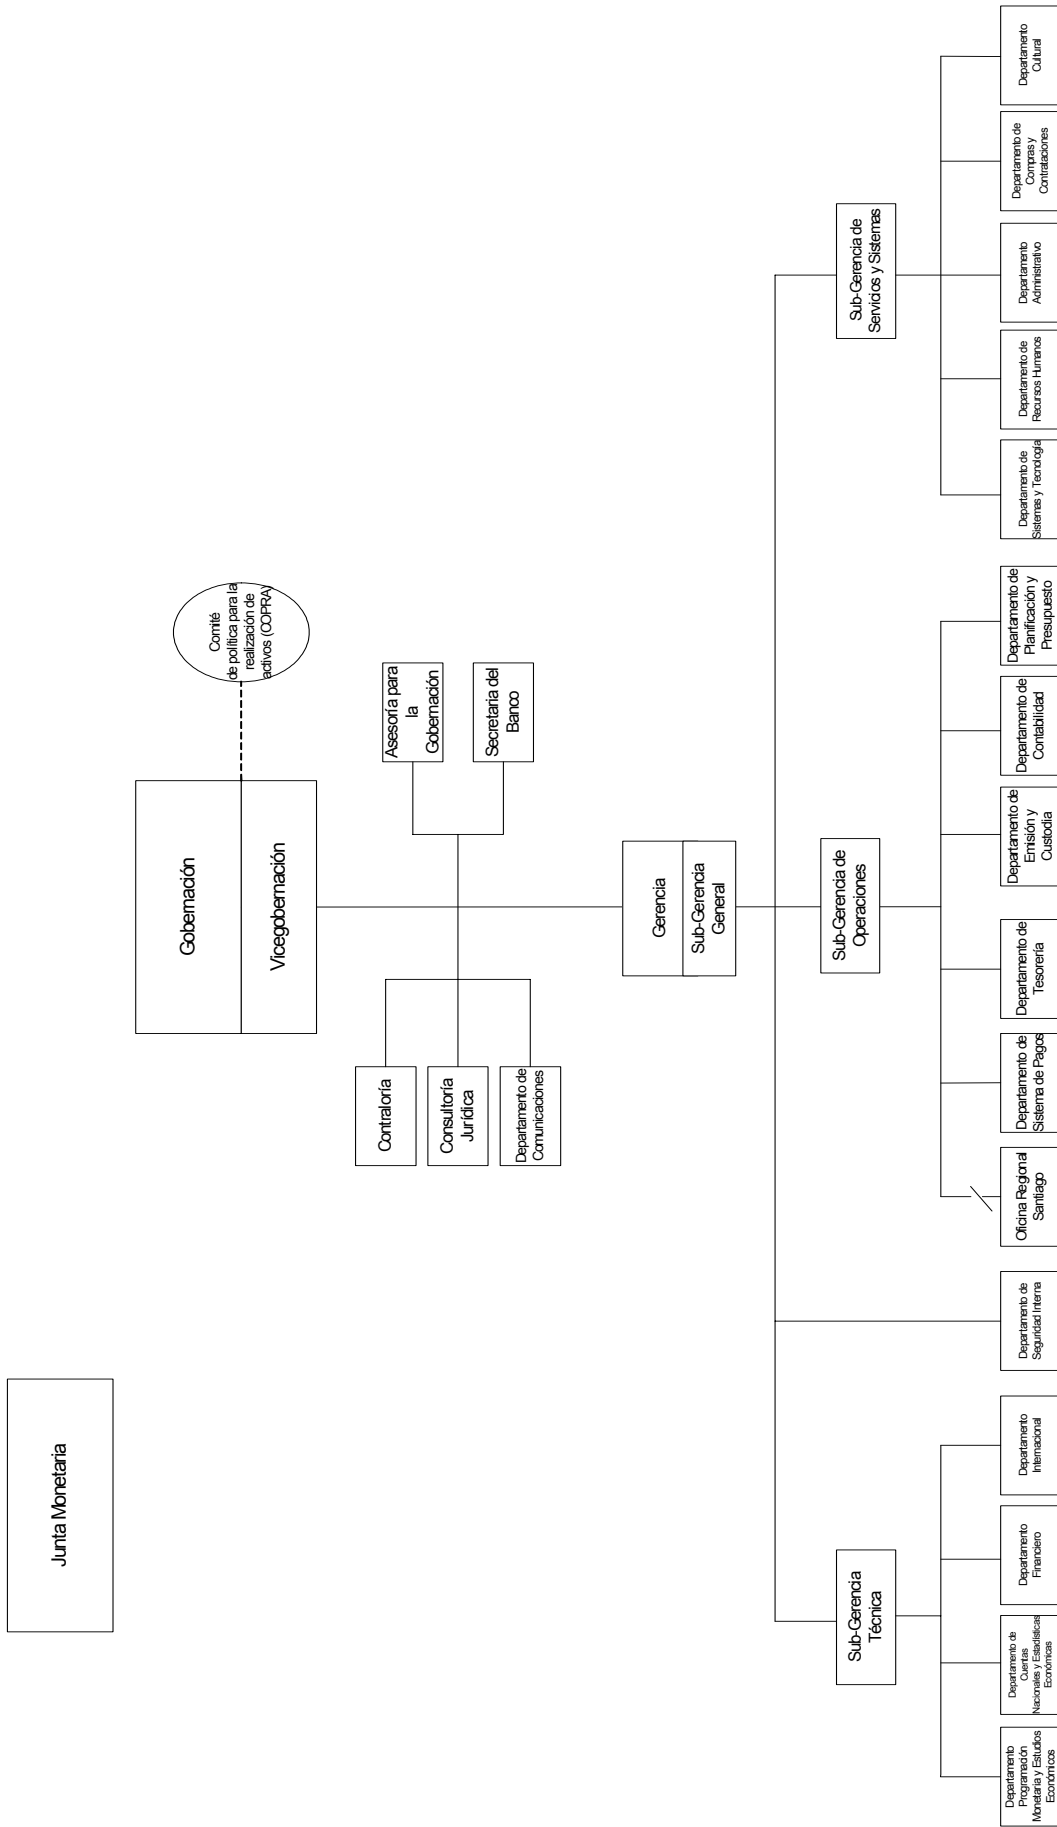 Junta Monetaria
Gobernación
Vicegobernación
Comité
de política para la
realización de
activos (COPRA)
Contraloría
Consultoría
Jurídica
Departamento de
Comunicaciones
Asesoría para
la
Gobernación
Secretaria del
Banco
Gerencia
Sub-Gerencia
General
Sub-Gerencia
Técnica
Sub-Gerencia de
Operaciones
Sub-Gerencia de
Servicios y Sistemas
Departamento
Programación
Monetaria y Estudios
Económicos
Departamento de
Cuentas
Nacionales y Estadísticas
Económicas
Departamento
Financiero
Departamento
Internacional
Departamento de
Seguridad Interna
Oficina Regional
Santiago
Departamento de
Sistema de Pagos
Departamento de
Tesorería
Departamento de
Emisión y
Custodia
Departamento de
Contabilidad
Departamento de
Planificación y
Presupuesto
Departamento de
Sistemas y Tecnología
Departamento de
Recursos Humanos
Departamento
Administrativo
Departamento de
Compras y
Contrataciones
Departamento
Cultural